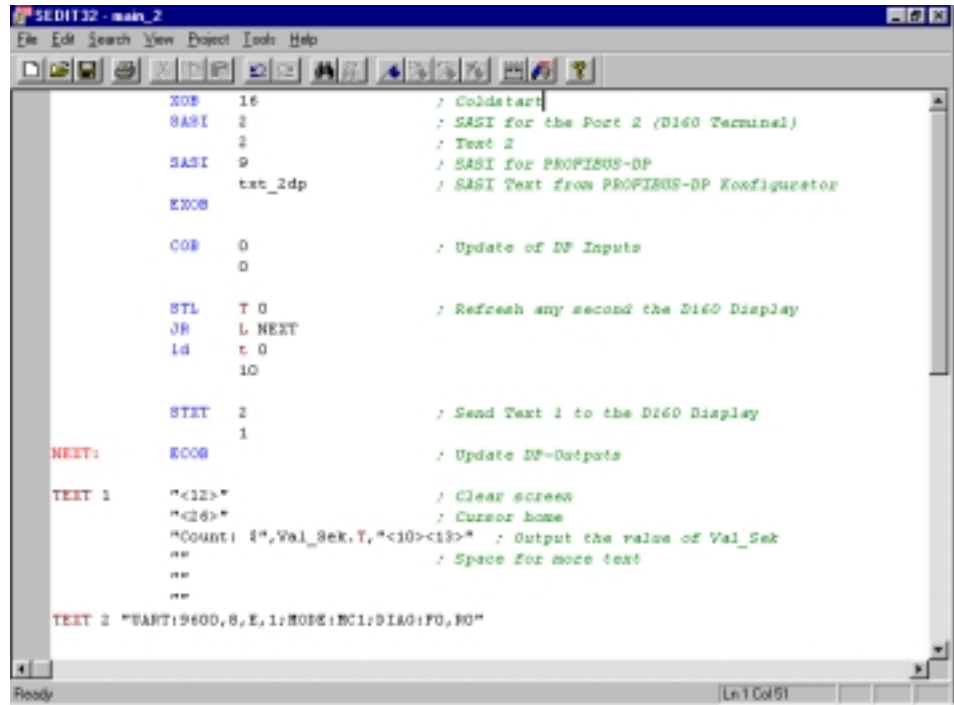 SEDIT32 - main_2
File Edit Search View Project Tools Help
XOB 16 ; Coldstart
SASI 2 ; SASI for the Port 2 (D160 Terminal)
2 ; Text 2
SASI 9 ; SASI for PROFIBUS-DP
txt_2dp ; SASI Text from PROFIBUS-DP Konfigurator
EXOB
COB 0 ; Update of DP Inputs
0
STL T 0 ; Refresh any second the D160 Display
JR L NEXT
ld t 0
10
STXT 2 ; Send Text 1 to the D160 Display
1
NEXT: ECOB ; Update DP-Outputs
TEXT 1 "<12>" ; Clear screen
"<26>" ; Cursor home
"Count: $",Val_Sek.T,"<10><13>" ; Output the value of Val_Sek
"" ; Space for more text
""
""
TEXT 2 "UART:9600,8,E,1;MODE:MC1;DIAG:F0,R0"
Ready Ln 1 Col 51